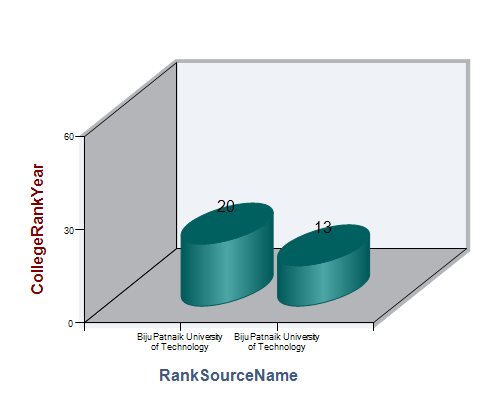 60
CollegeRankYear
30
0
20
13
Biju Patnaik University
of Technology
Biju Patnaik University
of Technology
RankSourceName